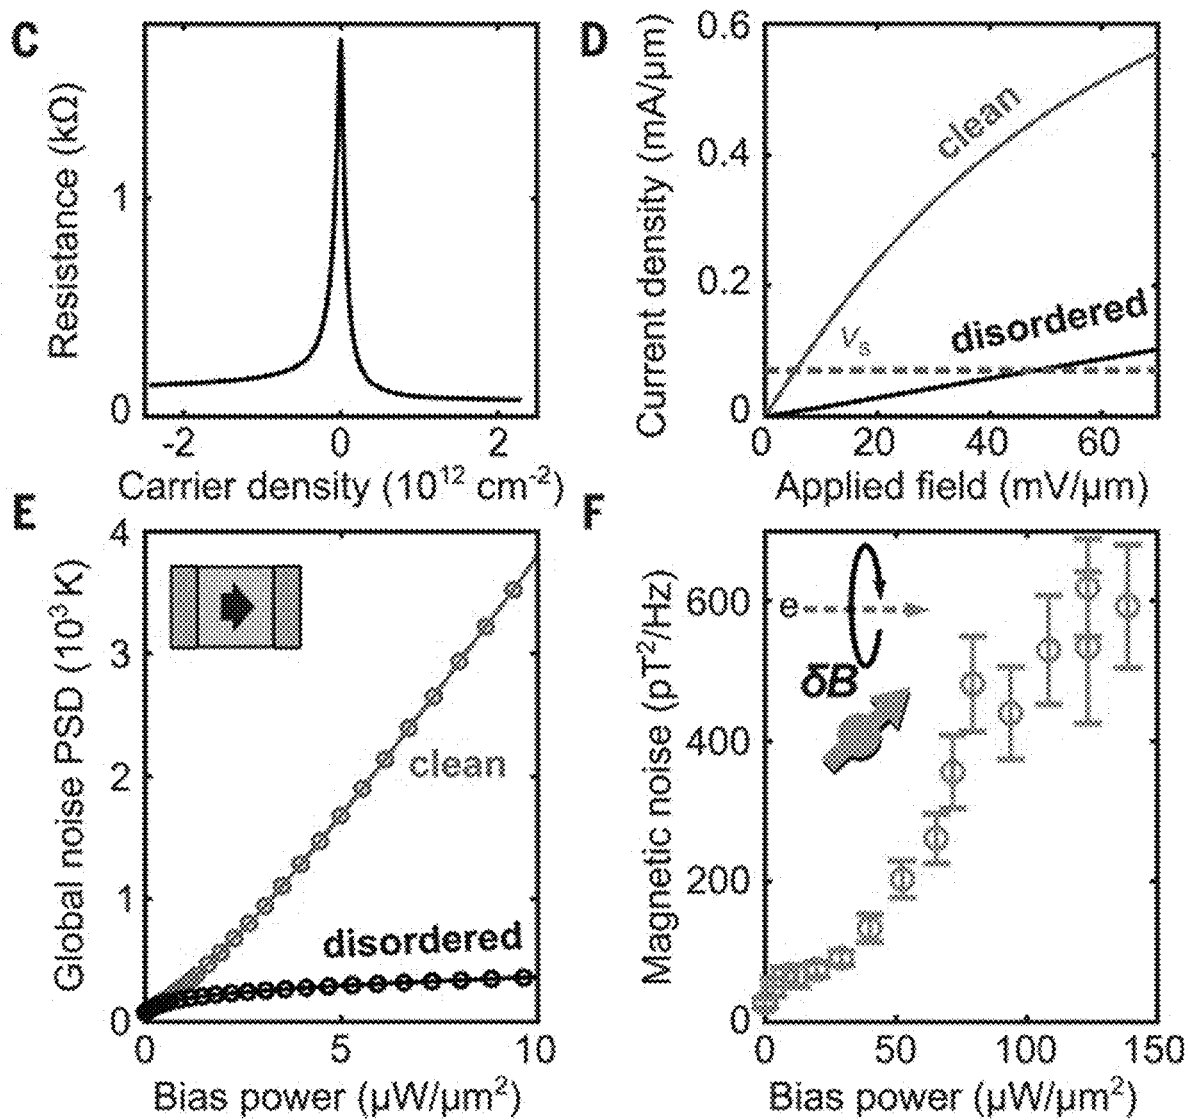 C
Resistance (kΩ)
1
0
-2
0
2
Carrier density (10¹² cm⁻²)
D
Current density (mA/μm)
0.6
0.4
0.2
0
clean
disordered
vₛ
0
20
40
60
Applied field (mV/μm)
E
Global noise PSD (10³ K)
4
3
2
1
0
clean
disordered
0
5
10
Bias power (μW/μm²)
F
Magnetic noise (pT²/Hz)
600
400
200
0
e
δB
0
50
100
150
Bias power (μW/μm²)